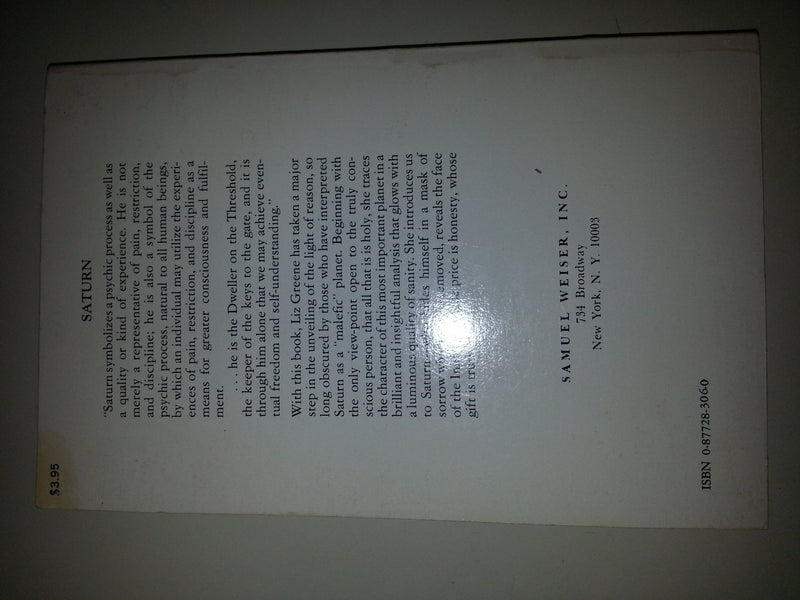 SATURN
"Saturn symbolizes a psychic process as well as
a quality or kind of experience. He is not
merely a representative of pain, restriction,
and discipline; he is also a symbol of the
psychic process, natural to all human beings,
by which an individual may utilize the experi-
ences of pain, restriction, and discipline as a
means for greater consciousness and fulfil-
ment.
. . . he is the Dweller on the Threshold,
the keeper of the keys to the gate, and it is
through him alone that we may achieve even-
tual freedom and self-understanding."
With this book, Liz Greene has taken a major
step in the unveiling of the light of reason, so
long obscured by those who have interpreted
Saturn as a "malefic" planet. Beginning with
the only view-point open to the truly con-
scious person, that all that is is holy, she traces
the character of this most important planet in a
brilliant and insightful analysis that glows with
a luminous quality of sanity. She introduces us
to Saturn himself in a mask of
sorrow removed, reveals the face
of the price is honesty, whose
gift is
SAMUEL WEISER, INC.
734 Broadway
New York, N. Y. 10003
ISBN 0-87728-306-0
$3.95